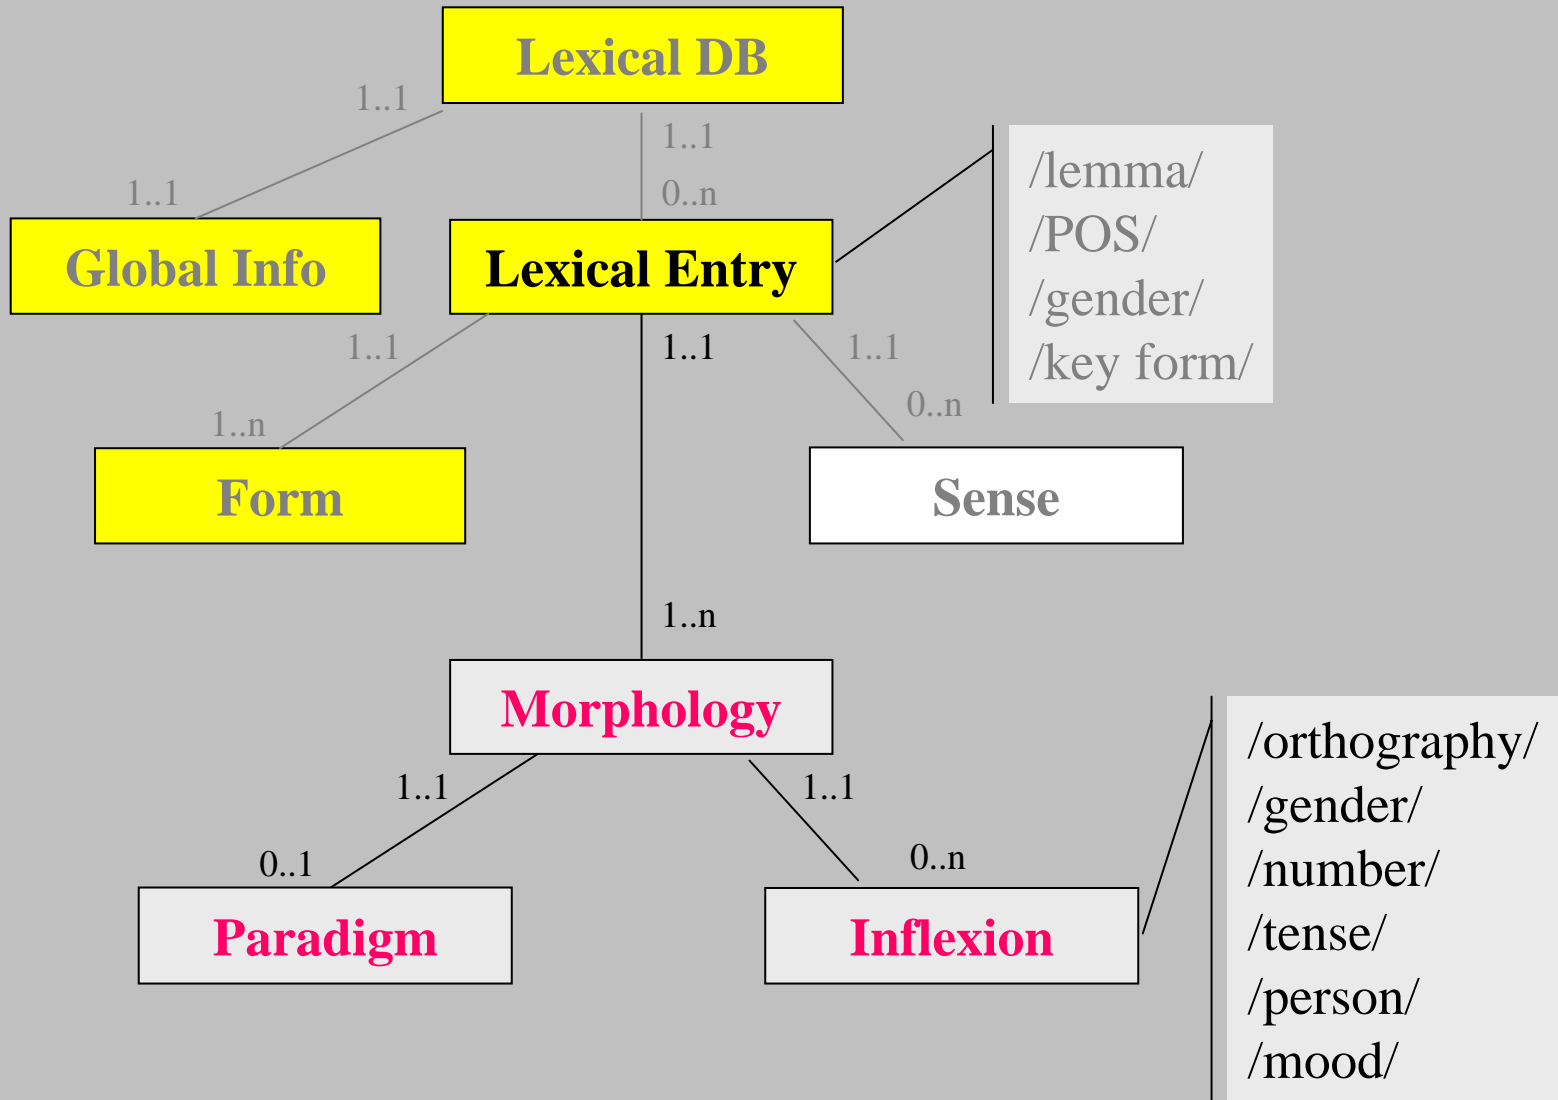 Lexical DB
1..1
1..1
1..1
0..n
Global Info
Lexical Entry
/lemma/
/POS/
/gender/
/key form/
1..1
1..1
1..1
1..n
0..n
Form
Sense
1..n
Morphology
1..1
1..1
0..1
0..n
Paradigm
Inflexion
/orthography/
/gender/
/number/
/tense/
/person/
/mood/